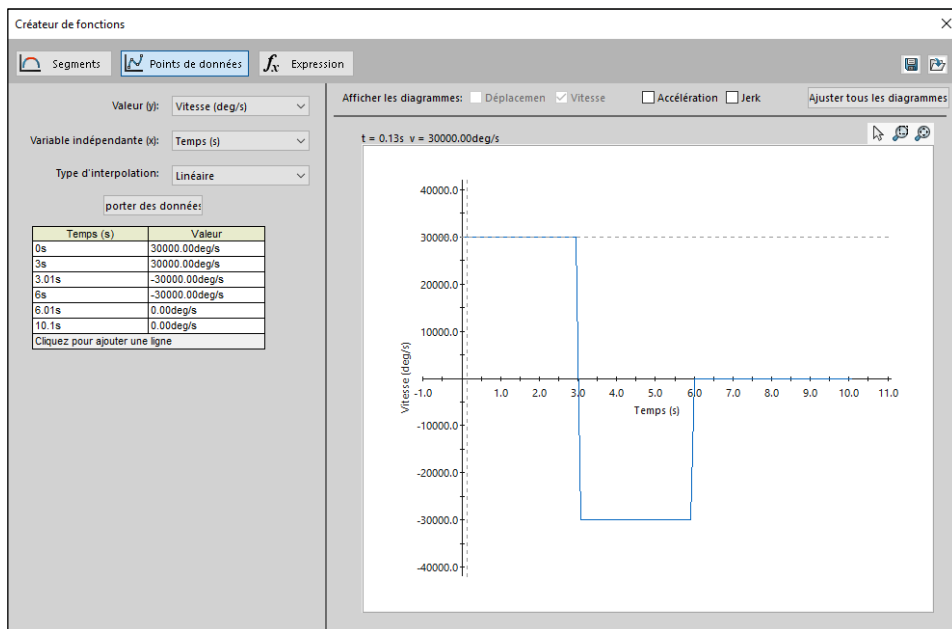 Créateur de fonctions
Segments
Points de données
fx Expression
Valeur (y): Vitesse (deg/s)
Variable indépendante (x): Temps (s)
Type d'interpolation: Linéaire
porter des données
Temps (s) Valeur
0s 30000.00deg/s
3s 30000.00deg/s
3.01s -30000.00deg/s
6s -30000.00deg/s
6.01s 0.00deg/s
10.1s 0.00deg/s
Cliquez pour ajouter une ligne
Afficher les diagrammes: Déplacemen Vitesse Accélération Jerk Ajuster tous les diagrammes
t = 0.13s v = 30000.00deg/s
40000.0
30000.0
20000.0
10000.0
-1.0 1.0 2.0 3.0 4.0 5.0 6.0 7.0 8.0 9.0 10.0 11.0
Vitesse (deg/s)
Temps (s)
-10000.0
-20000.0
-30000.0
-40000.0